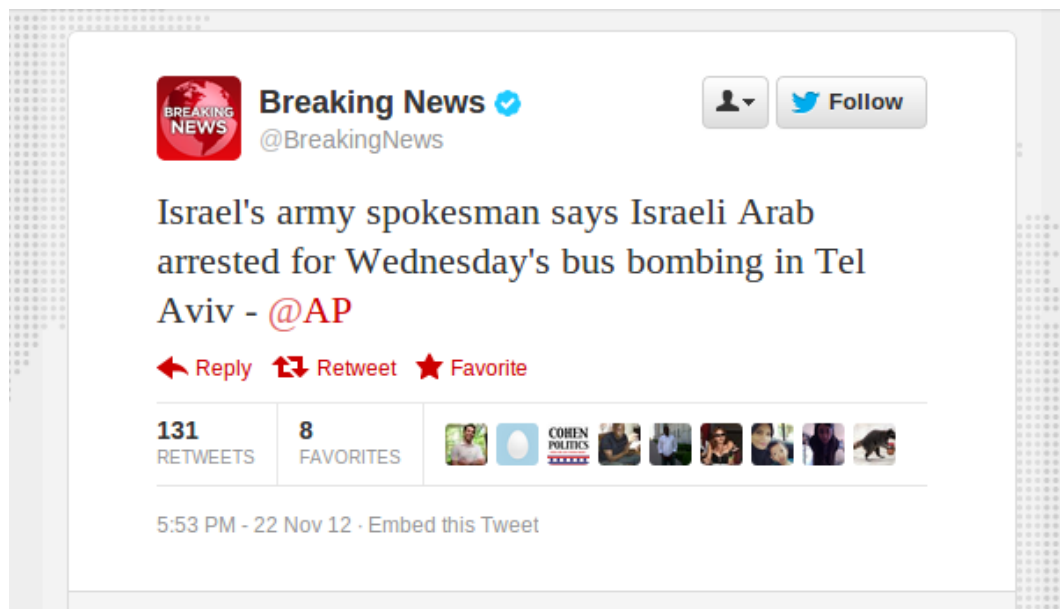 BREAKING
NEWS
Breaking News
@BreakingNews
Follow
Israel's army spokesman says Israeli Arab
arrested for Wednesday's bus bombing in Tel
Aviv - @AP
Reply Retweet Favorite
131
RETWEETS
8
FAVORITES
COHEN
POLITICS
5:53 PM - 22 Nov 12 · Embed this Tweet